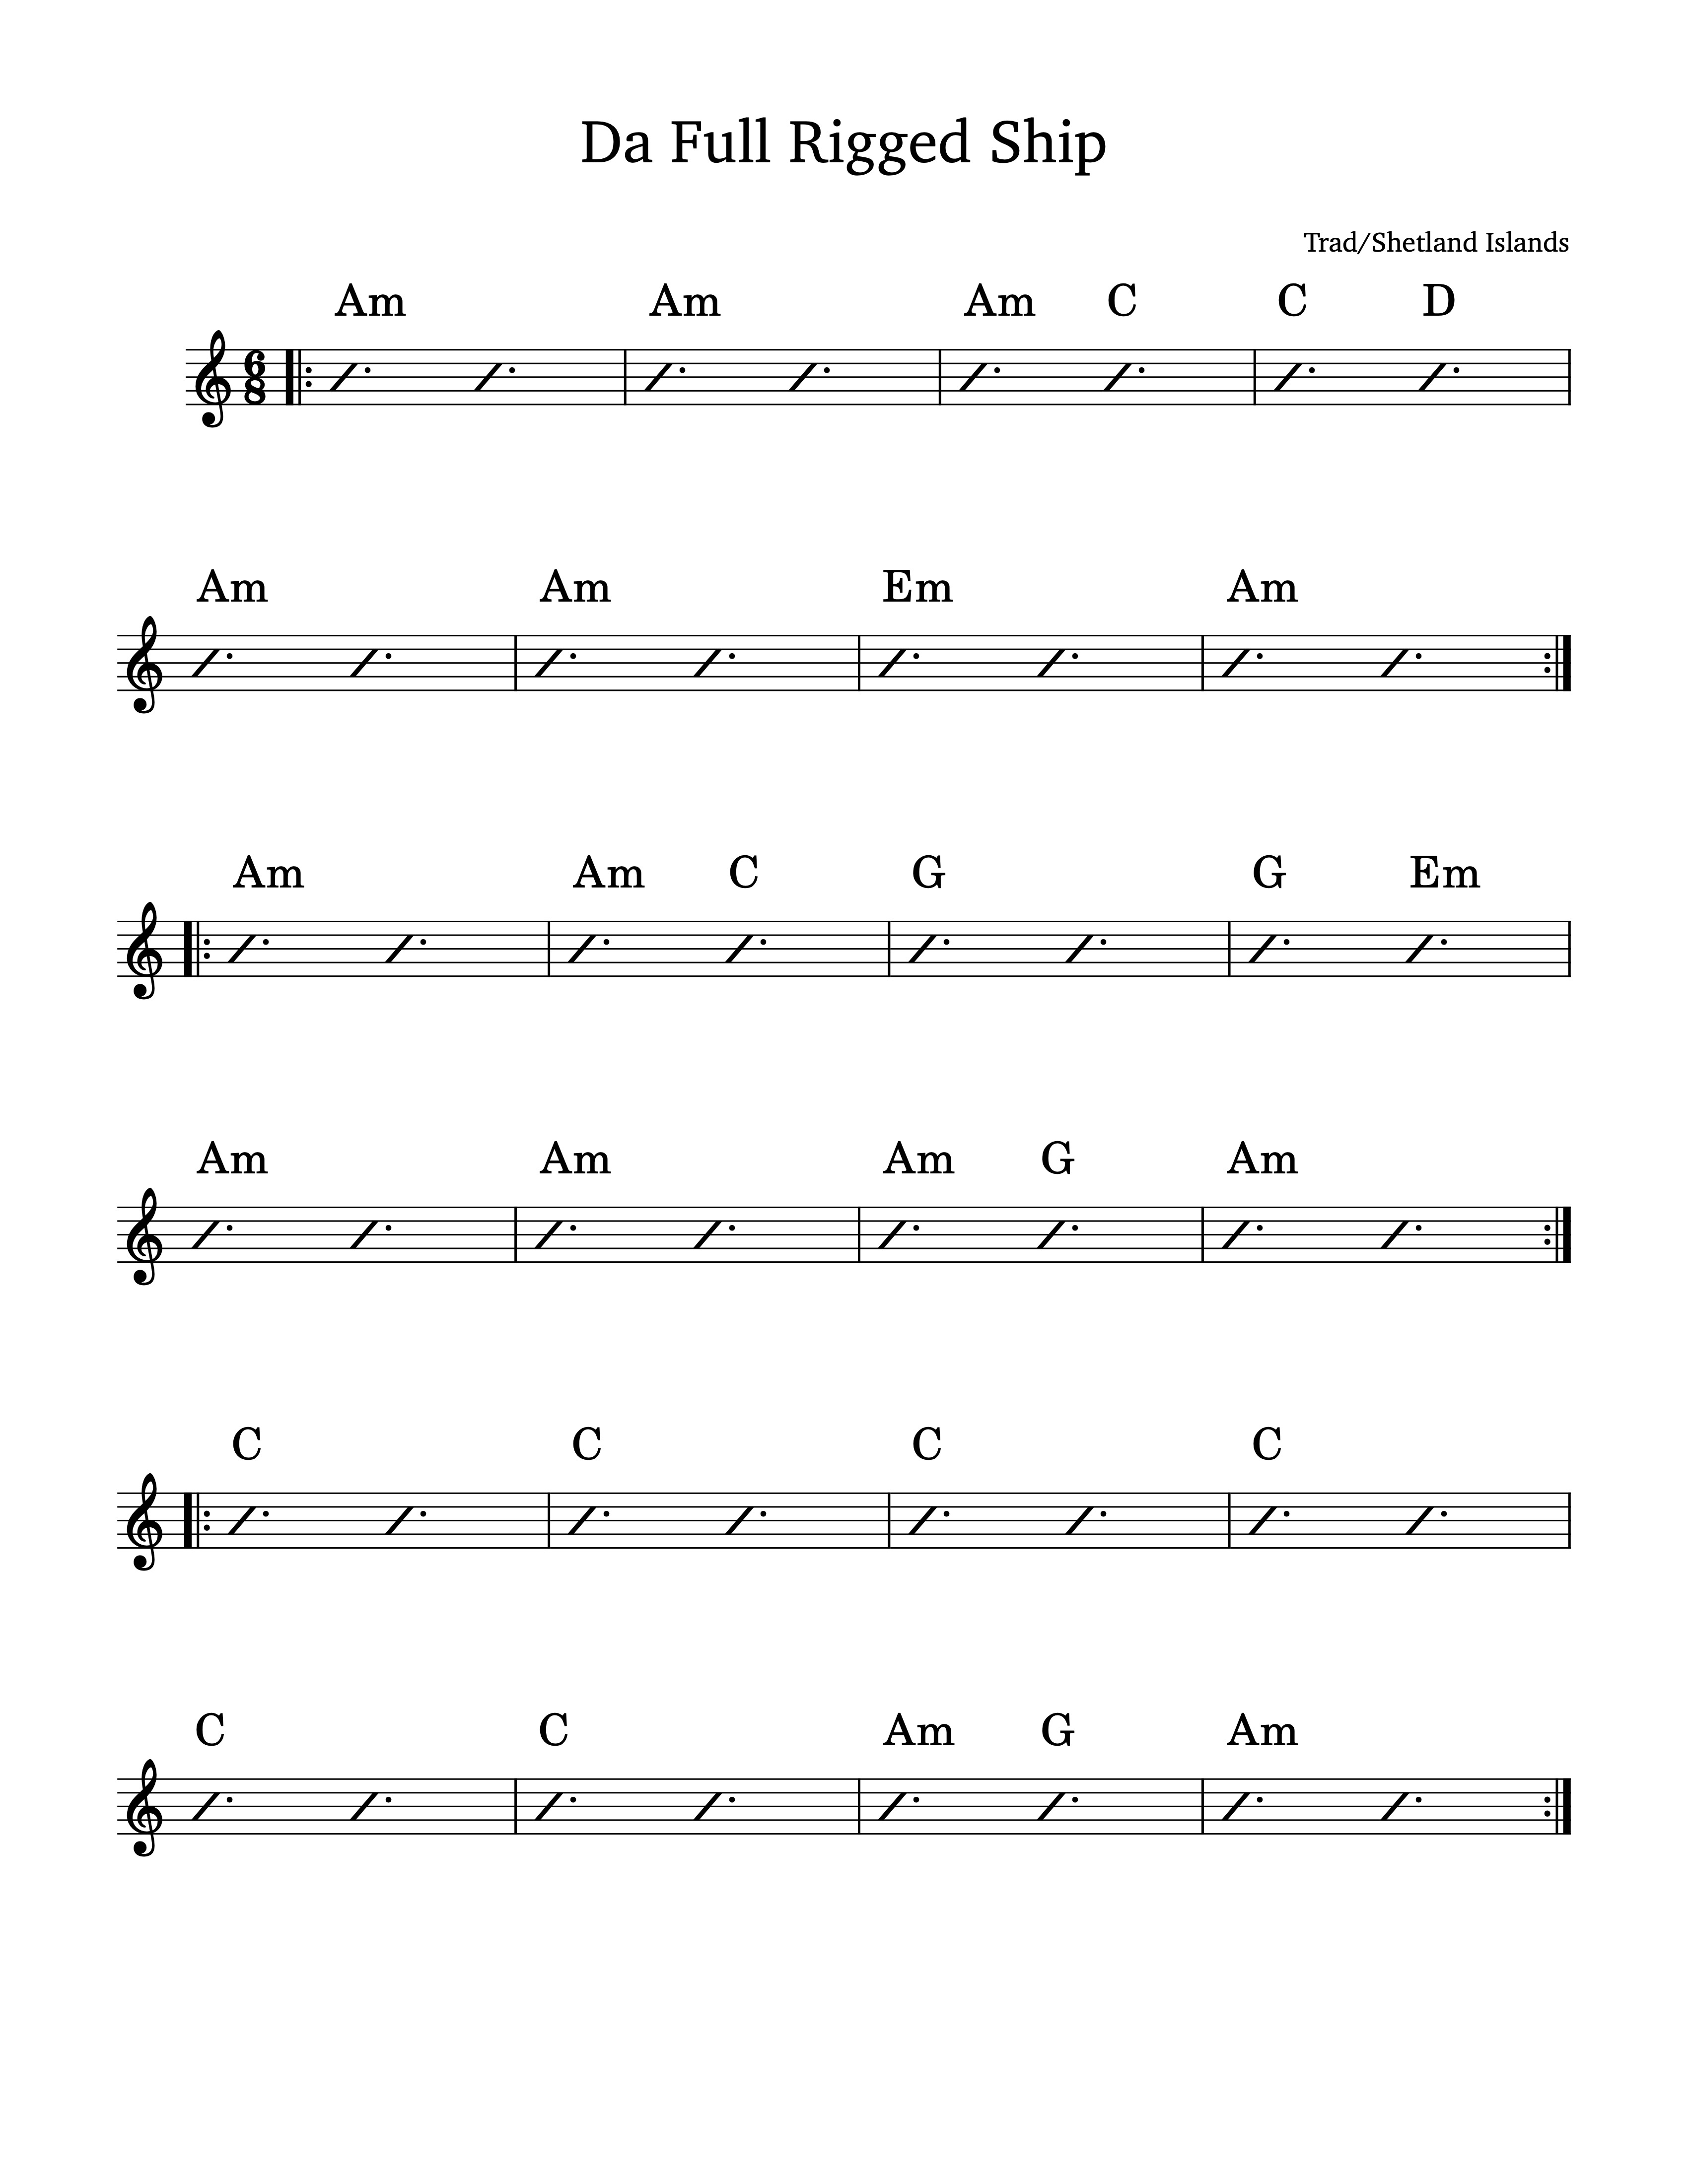 Da Full Rigged Ship
Trad/Shetland Islands
Am Am Am C C D
6
8
Am Am Em Am
Am Am C G G Em
Am Am Am G Am
C C C C
C C Am G Am